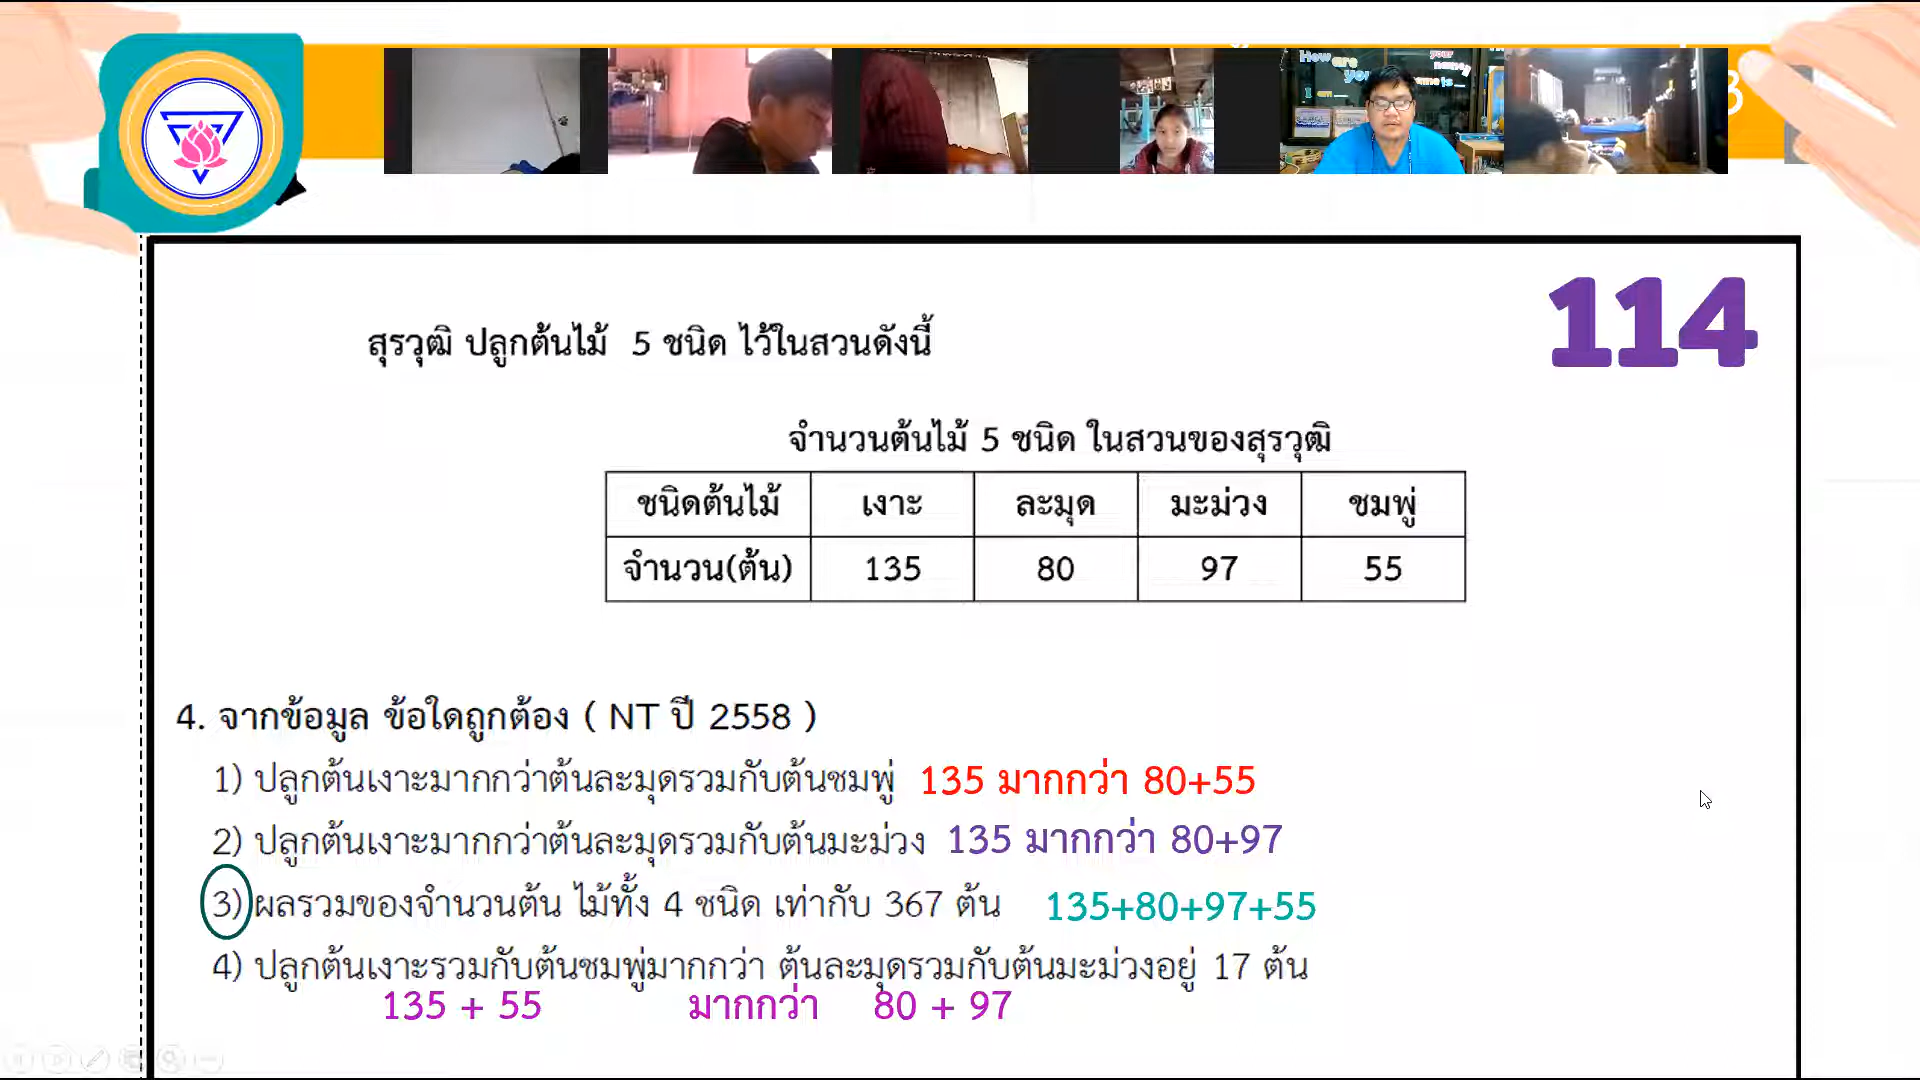 How are you
your name
name is
I am
3
114
สุรวุฒิ ปลูกต้นไม้ 5 ชนิด ไว้ในสวนดังนี้
จำนวนต้นไม้ 5 ชนิด ในสวนของสุรวุฒิ
ชนิดต้นไม้ เงาะ ละมุด มะม่วง ชมพู่
จำนวน(ต้น) 135 80 97 55
4. จากข้อมูล ข้อใดถูกต้อง ( NT ปี 2558 )
1) ปลูกต้นเงาะมากกว่าต้นละมุดรวมกับต้นชมพู่ 135 มากกว่า 80+55
2) ปลูกต้นเงาะมากกว่าต้นละมุดรวมกับต้นมะม่วง 135 มากกว่า 80+97
3) ผลรวมของจำนวนต้น ไม้ทั้ง 4 ชนิด เท่ากับ 367 ต้น 135+80+97+55
4) ปลูกต้นเงาะรวมกับต้นชมพู่มากกว่า ต้นละมุดรวมกับต้นมะม่วงอยู่ 17 ต้น
135 + 55 มากกว่า 80 + 97